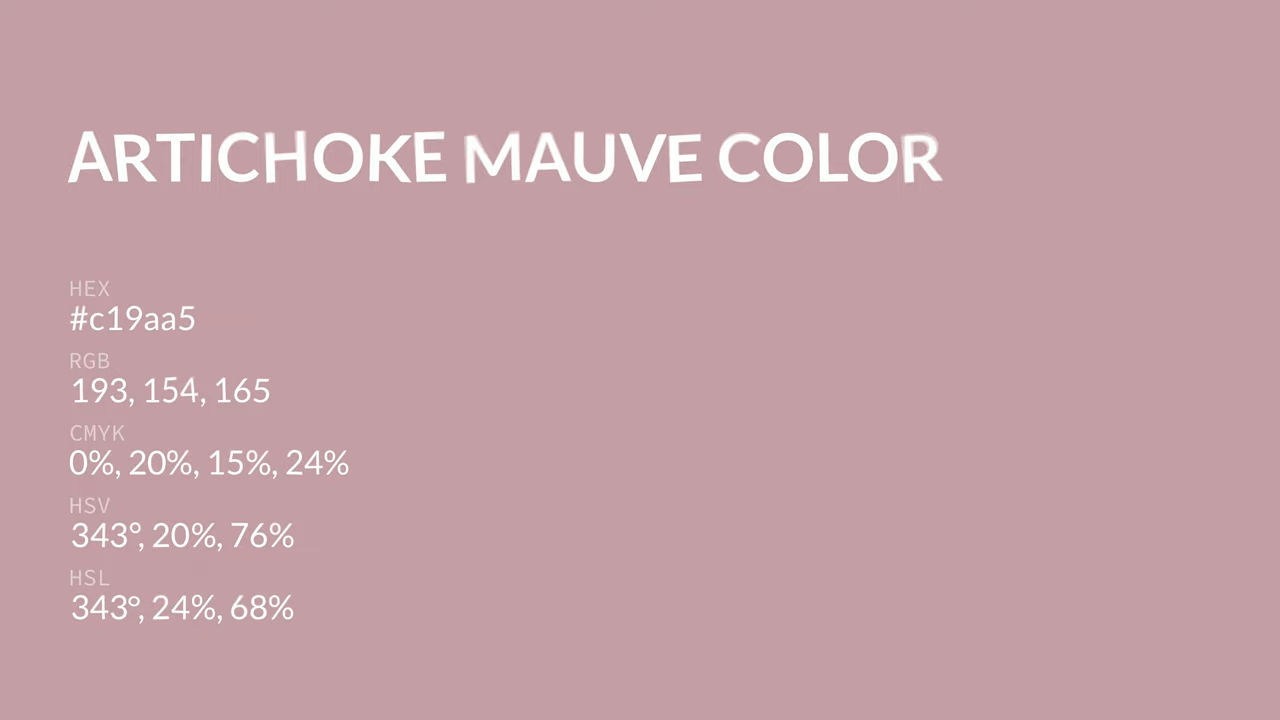 ARTICHOKE MAUVE COLOR
HEX
#c19aa5
RGB
193, 154, 165
CMYK
0%, 20%, 15%, 24%
HSV
343°, 20%, 76%
HSL
343°, 24%, 68%